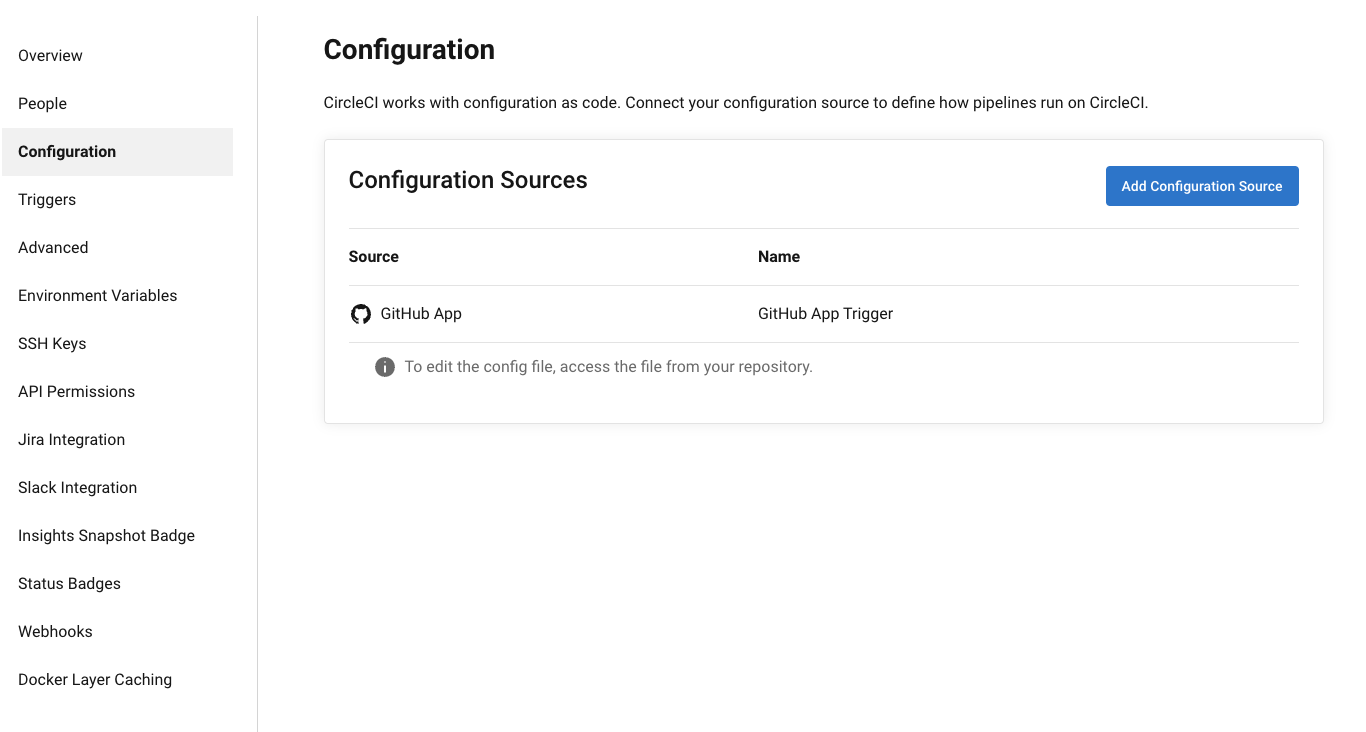 Overview
People
Configuration
Triggers
Advanced
Environment Variables
SSH Keys
API Permissions
Jira Integration
Slack Integration
Insights Snapshot Badge
Status Badges
Webhooks
Docker Layer Caching
Configuration
CircleCI works with configuration as code. Connect your configuration source to define how pipelines run on CircleCI.
Configuration Sources
Add Configuration Source
Source Name
GitHub App GitHub App Trigger
To edit the config file, access the file from your repository.